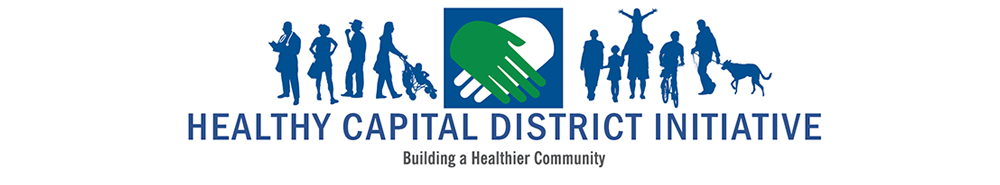 HEALTHY CAPITAL DISTRICT INITIATIVE
Building a Healthier Community